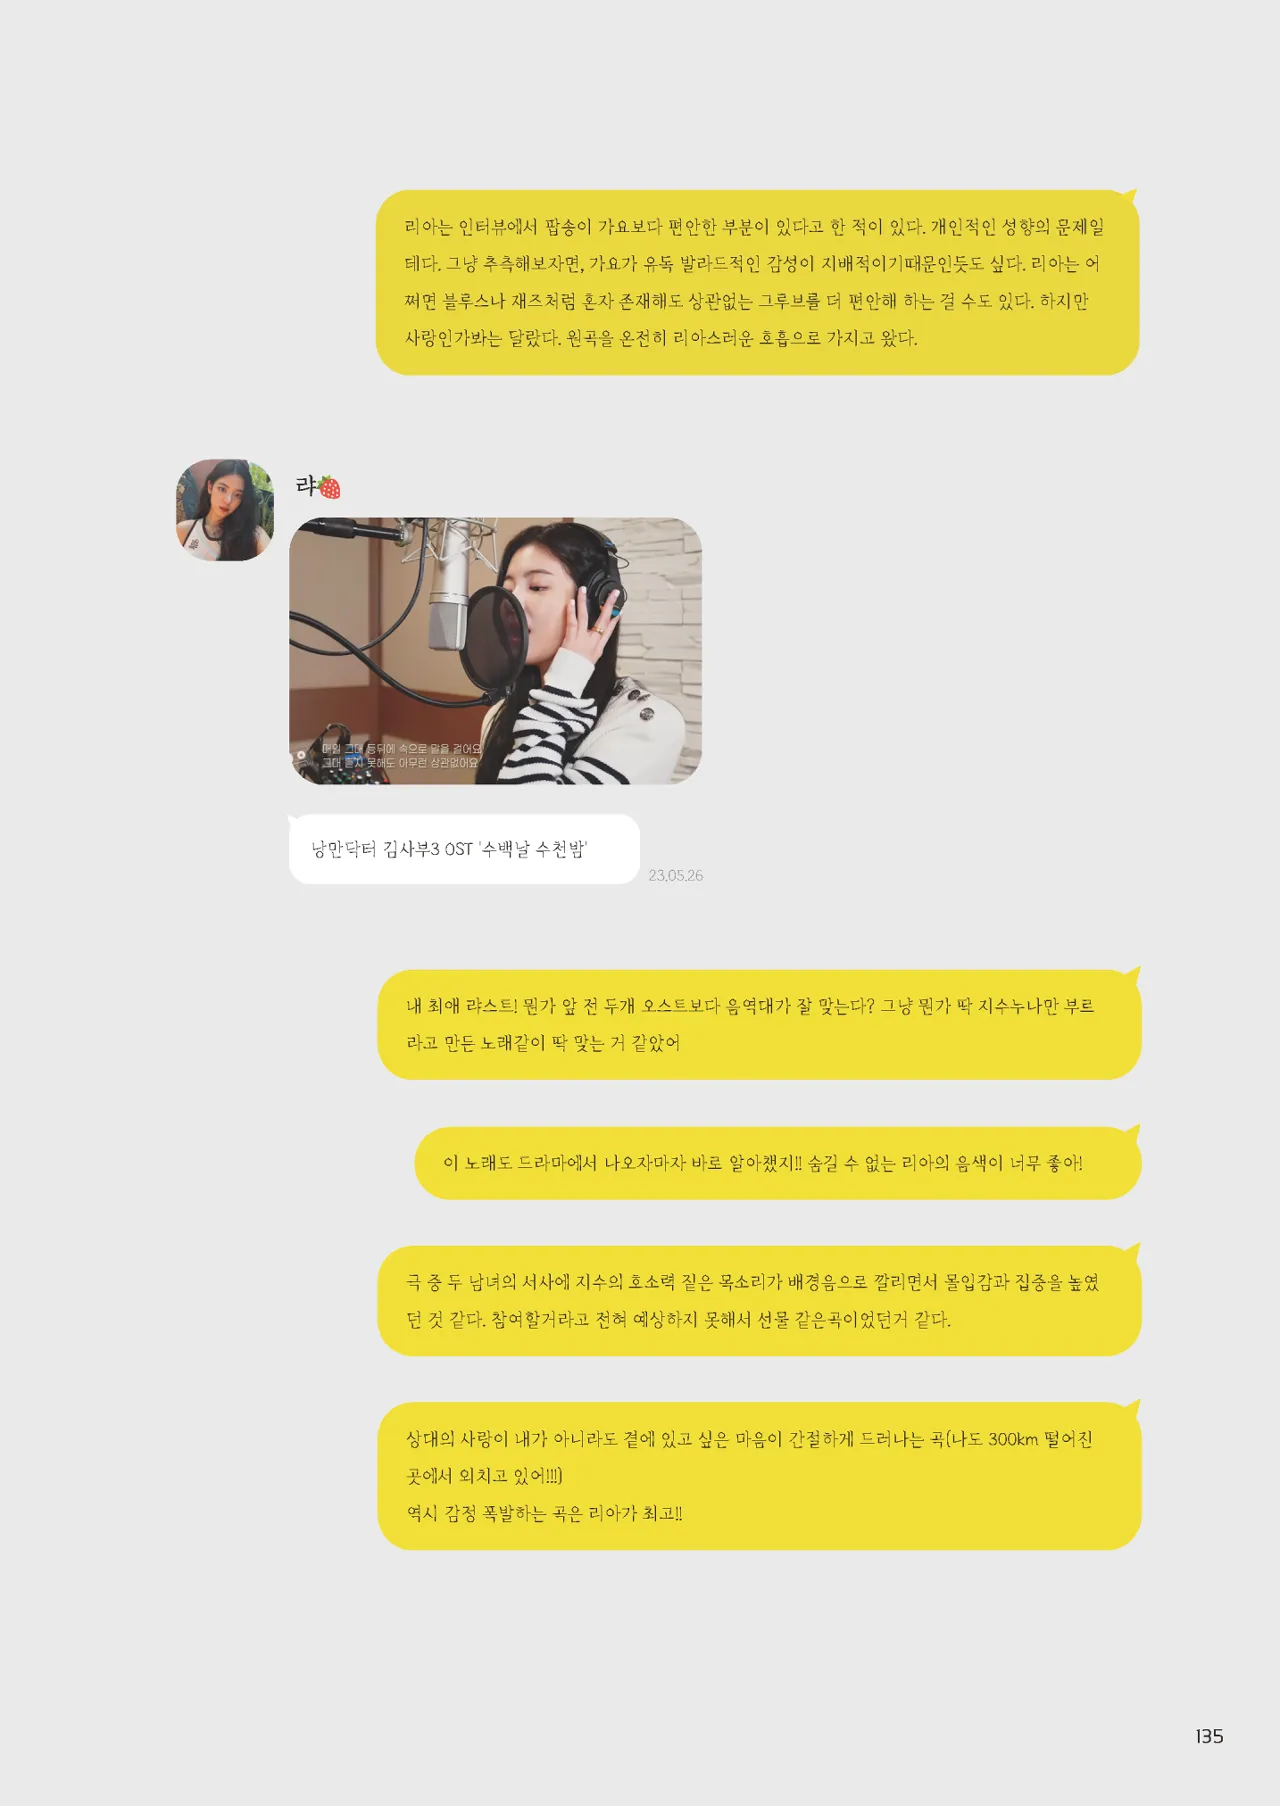 리아는 인터뷰에서 팝송이 가요보다 편안한 부분이 있다고 한 적이 있다. 개인적인 성향의 문제일
테다. 그냥 추측해보자면, 가요가 유독 발라드적인 감성이 지배적이기때문인듯도 싶다. 리아는 어
쩌면 블루스나 재즈처럼 혼자 존재해도 상관없는 그루브를 더 편안해 하는 걸 수도 있다. 하지만
사랑인가봐는 달랐다. 원곡을 온전히 리아스러운 호흡으로 가지고 왔다.
랴🍓
매일 그대 등뒤에 속으로 말을 걸어요
그대 듣지 못해도 아무런 상관없어요
낭만닥터 김사부3 OST '수백날 수천밤'
23.05.26
내 최애 랴스트! 뭔가 앞 전 두개 오스트보다 음역대가 잘 맞는다? 그냥 뭔가 딱 지수누나만 부르
라고 만든 노래같이 딱 맞는 거 같았어
이 노래도 드라마에서 나오자마자 바로 알아챘지!! 숨길 수 없는 리아의 음색이 너무 좋아!
극 중 두 남녀의 서사에 지수의 호소력 짙은 목소리가 배경음으로 깔리면서 몰입감과 집중을 높였
던 것 같다. 참여할거라고 전혀 예상하지 못해서 선물 같은곡이었던거 같다.
상대의 사랑이 내가 아니라도 곁에 있고 싶은 마음이 간절하게 드러나는 곡(나도 300km 떨어진
곳에서 외치고 있어!!!)
역시 감정 폭발하는 곡은 리아가 최고!!
135